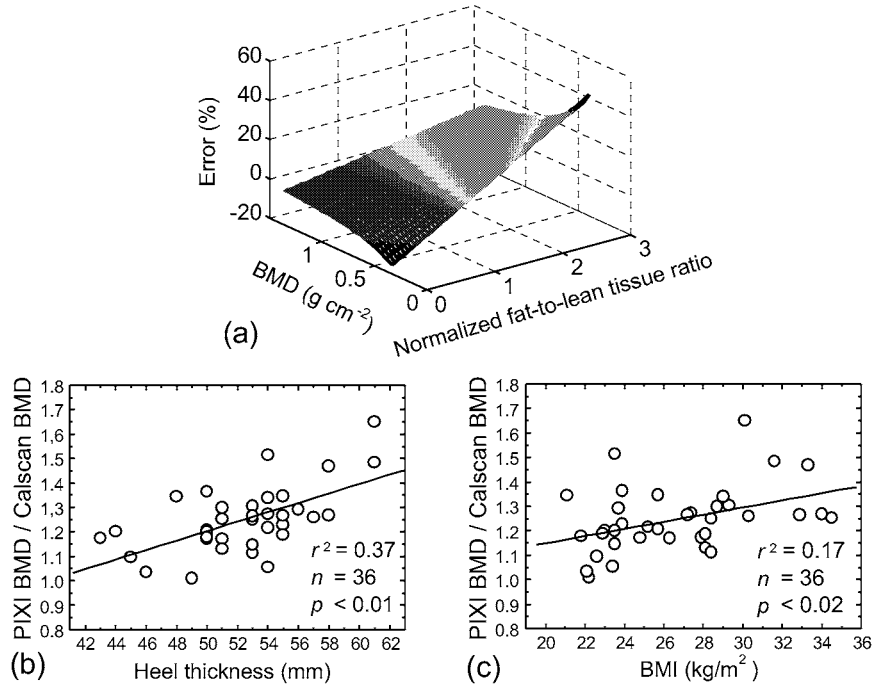 60
40
20
0
-20
Error (%)
1
0.5
0
BMD (g cm-2)
0
1
2
3
Normalized fat-to-lean tissue ratio
(a)
PIXI BMD / Calscan BMD
1.8
1.7
1.6
1.5
1.4
1.3
1.2
1.1
1.0
0.9
0.8
r² = 0.37
n = 36
p < 0.01
42 44 46 48 50 52 54 56 58 60 62
Heel thickness (mm)
(b)
PIXI BMD / Calscan BMD
1.8
1.7
1.6
1.5
1.4
1.3
1.2
1.1
1.0
0.9
0.8
r² = 0.17
n = 36
p < 0.02
20 22 24 26 28 30 32 34 36
BMI (kg/m²)
(c)